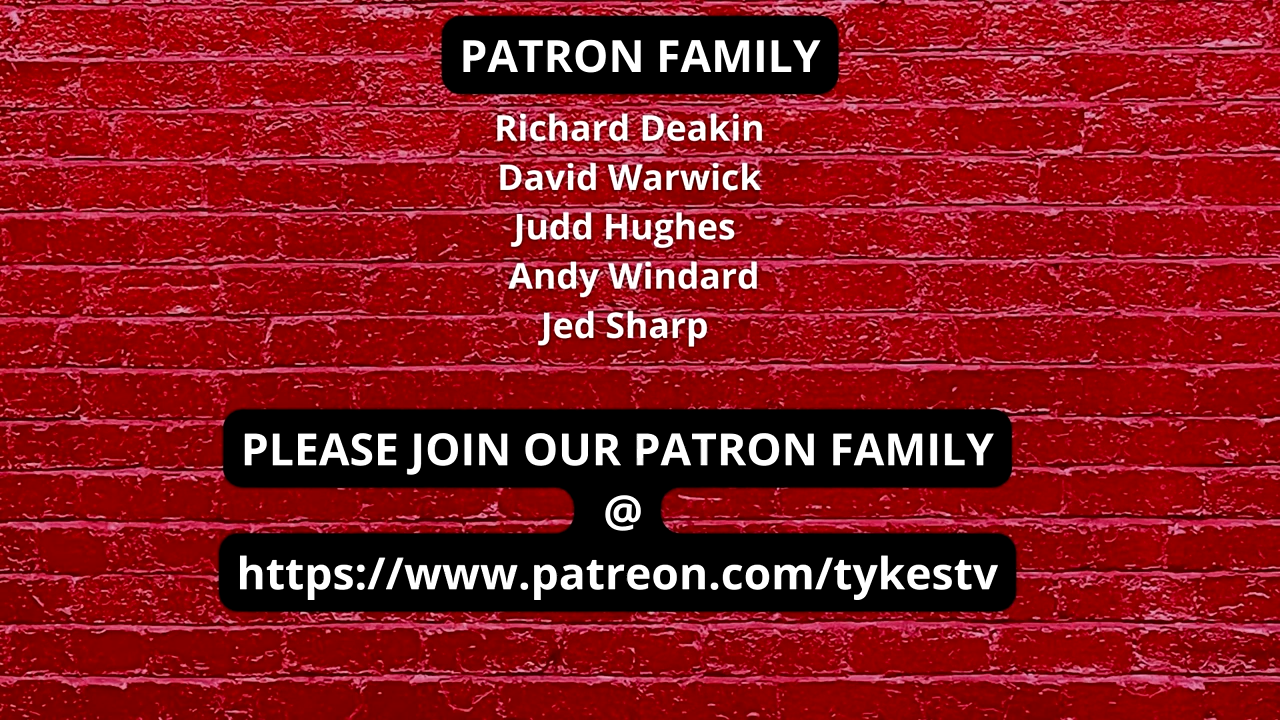 PATRON FAMILY
Richard Deakin
David Warwick
Judd Hughes
Andy Windard
Jed Sharp
PLEASE JOIN OUR PATRON FAMILY
@
https://www.patreon.com/tykestv